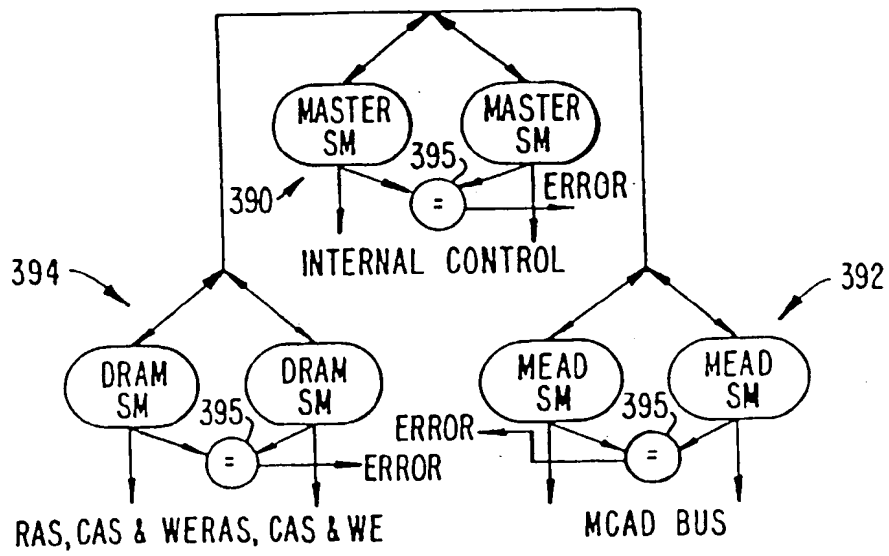 MASTER SM
MASTER SM
395
390
=
ERROR
INTERNAL CONTROL
394
392
DRAM SM
DRAM SM
MEAD SM
MEAD SM
395
395
ERROR
=
ERROR
=
RAS, CAS & WERAS, CAS & WE
MCAD BUS